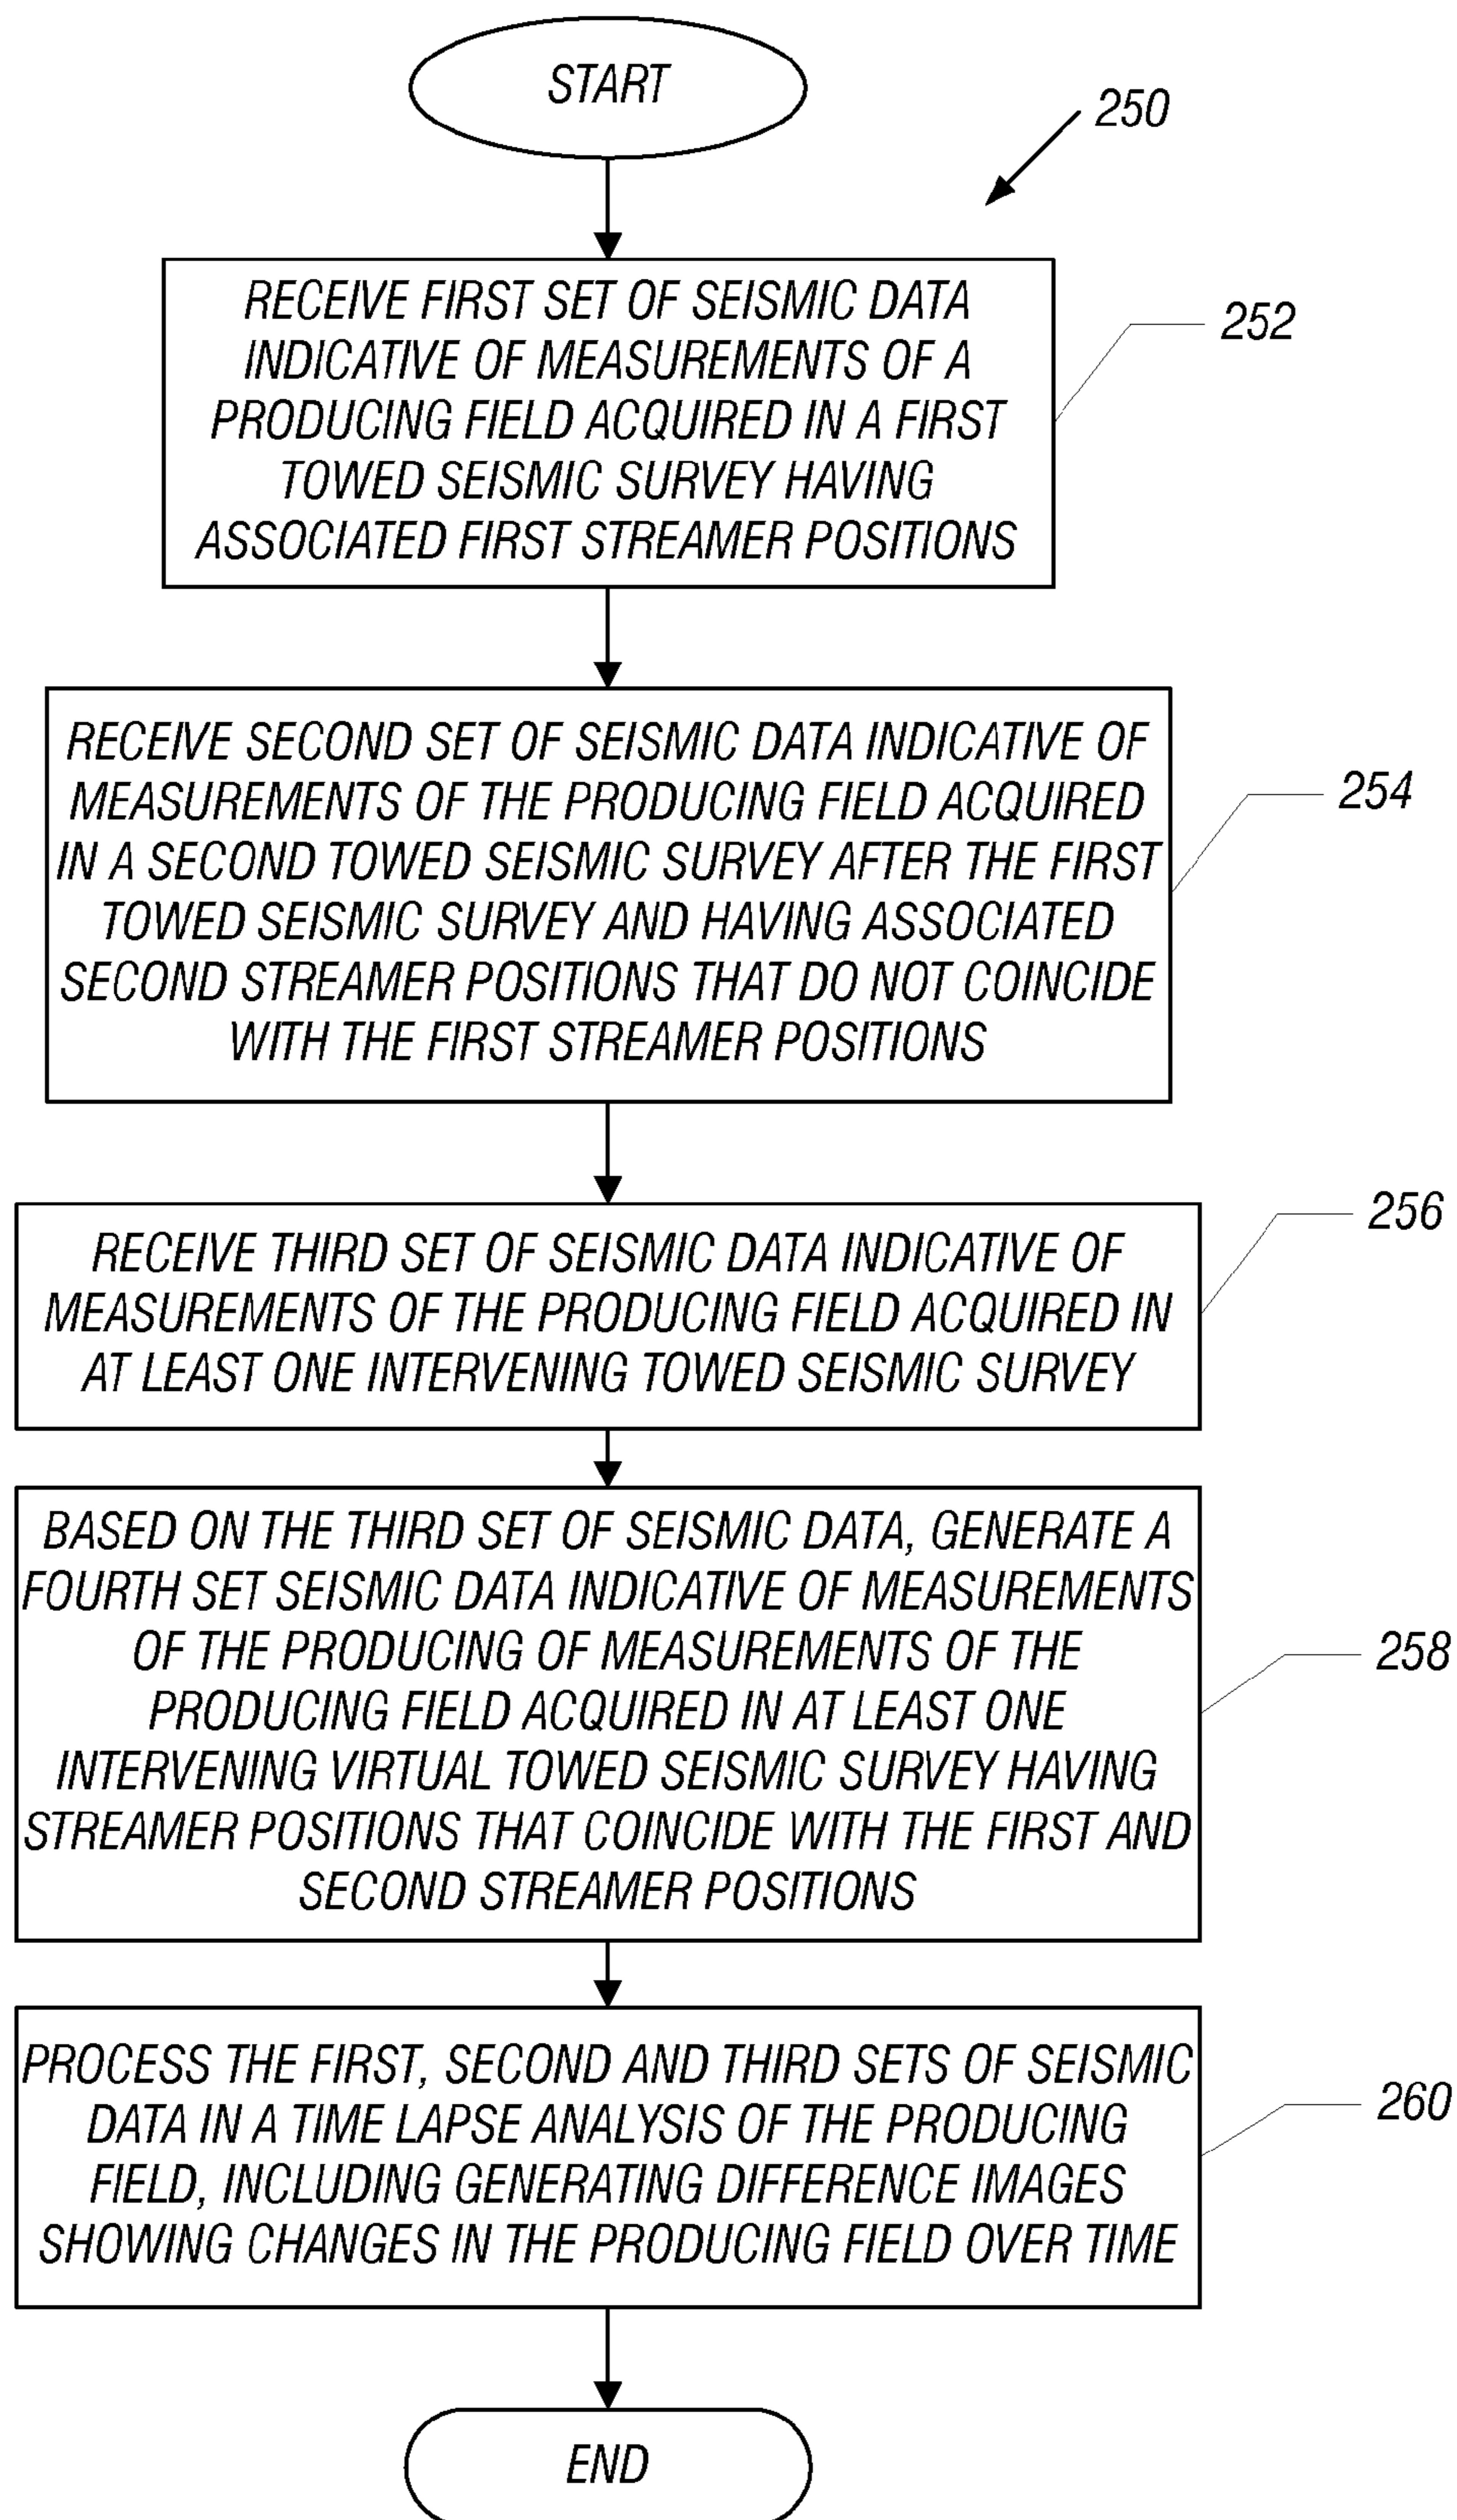 START
250
RECEIVE FIRST SET OF SEISMIC DATA
INDICATIVE OF MEASUREMENTS OF A
PRODUCING FIELD ACQUIRED IN A FIRST
TOWED SEISMIC SURVEY HAVING
ASSOCIATED FIRST STREAMER POSITIONS
252
RECEIVE SECOND SET OF SEISMIC DATA INDICATIVE OF
MEASUREMENTS OF THE PRODUCING FIELD ACQUIRED
IN A SECOND TOWED SEISMIC SURVEY AFTER THE FIRST
TOWED SEISMIC SURVEY AND HAVING ASSOCIATED
SECOND STREAMER POSITIONS THAT DO NOT COINCIDE
WITH THE FIRST STREAMER POSITIONS
254
RECEIVE THIRD SET OF SEISMIC DATA INDICATIVE OF
MEASUREMENTS OF THE PRODUCING FIELD ACQUIRED IN
AT LEAST ONE INTERVENING TOWED SEISMIC SURVEY
256
BASED ON THE THIRD SET OF SEISMIC DATA, GENERATE A
FOURTH SET SEISMIC DATA INDICATIVE OF MEASUREMENTS
OF THE PRODUCING OF MEASUREMENTS OF THE
PRODUCING FIELD ACQUIRED IN AT LEAST ONE
INTERVENING VIRTUAL TOWED SEISMIC SURVEY HAVING
STREAMER POSITIONS THAT COINCIDE WITH THE FIRST AND
SECOND STREAMER POSITIONS
258
PROCESS THE FIRST, SECOND AND THIRD SETS OF SEISMIC
DATA IN A TIME LAPSE ANALYSIS OF THE PRODUCING
FIELD, INCLUDING GENERATING DIFFERENCE IMAGES
SHOWING CHANGES IN THE PRODUCING FIELD OVER TIME
260
END